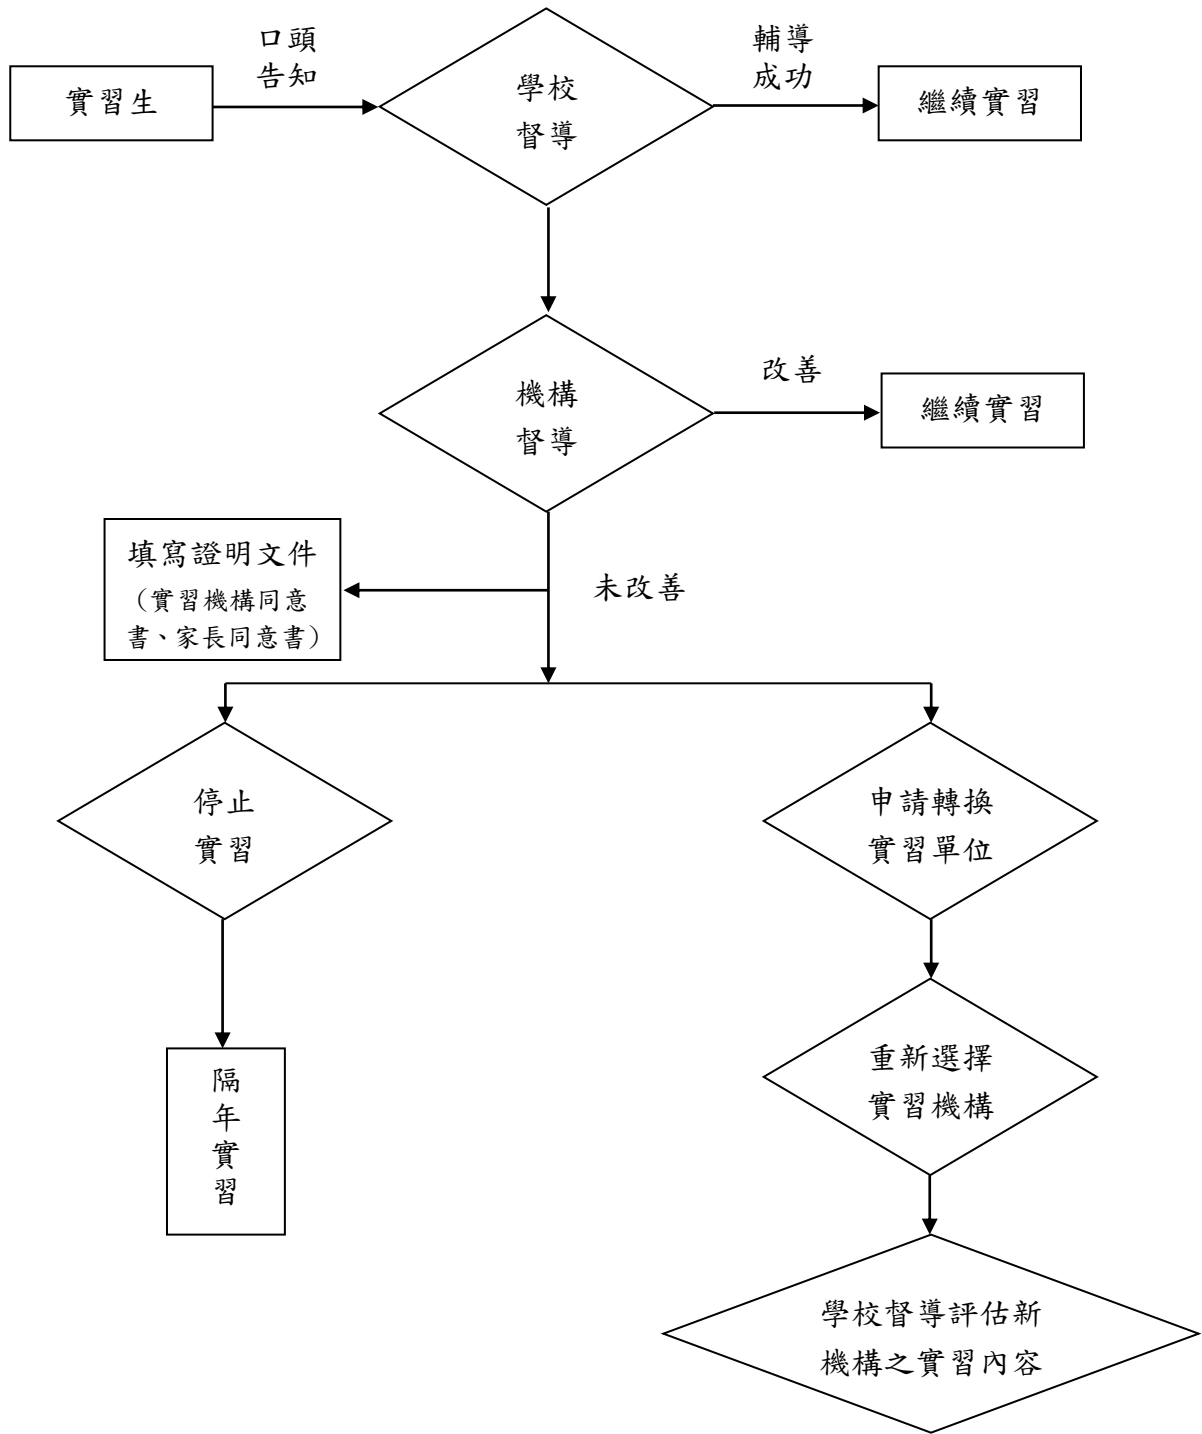 口頭
告知
輔導
成功
實習生
學校
督導
繼續實習
機構
督導
改善
繼續實習
填寫證明文件
（實習機構同意
書、家長同意書）
未改善
停止
實習
申請轉換
實習單位
隔
年
實
習
重新選擇
實習機構
學校督導評估新
機構之實習內容